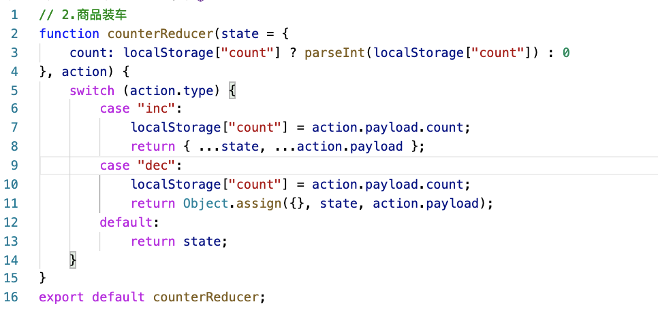 1 // 2.商品装车
2 function counterReducer(state = {
3     count: localStorage["count"] ? parseInt(localStorage["count"]) : 0
4 }, action) {
5     switch (action.type) {
6         case "inc":
7             localStorage["count"] = action.payload.count;
8             return { ...state, ...action.payload };
9         case "dec":
10             localStorage["count"] = action.payload.count;
11             return Object.assign({}, state, action.payload);
12         default:
13             return state;
14     }
15 }
16 export default counterReducer;